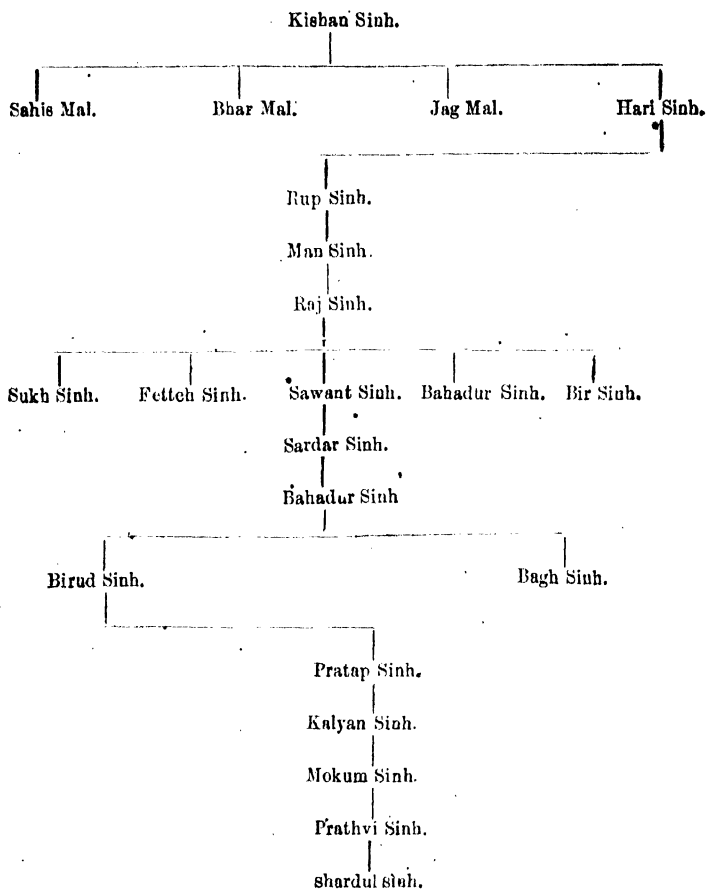 Kishan Sinh.
Sahis Mal. Bhar Mal. Jag Mal. Hari Sinh.
Rup Sinh.
Man Sinh.
Raj Sinh.
Sukh Sinh. Fetteh Sinh. Sawant Sinh. Bahadur Sinh. Bir Sinh.
Sardar Sinh.
Bahadur Sinh
Birud Sinh. Bagh Sinh.
Pratap Sinh.
Kalyan Sinh.
Mokum Sinh.
Prathvi Sinh.
shardul sinh.